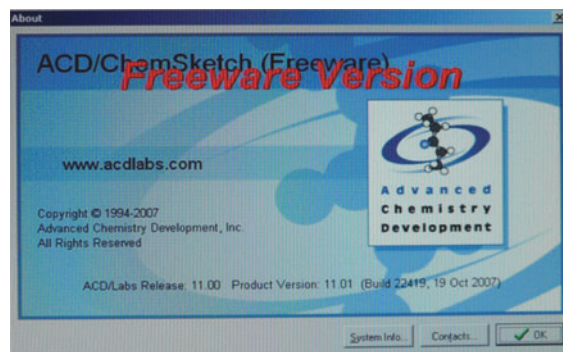 About
ACD/ChemSketch (Freeware)
Freeware Version
www.acdlabs.com
Advanced
Chemistry
Development
Copyright © 1994-2007
Advanced Chemistry Development, Inc.
All Rights Reserved
ACD/Labs Release: 11.00 Product Version: 11.01 (Build 22419, 19 Oct 2007)
System Info... Contacts... OK